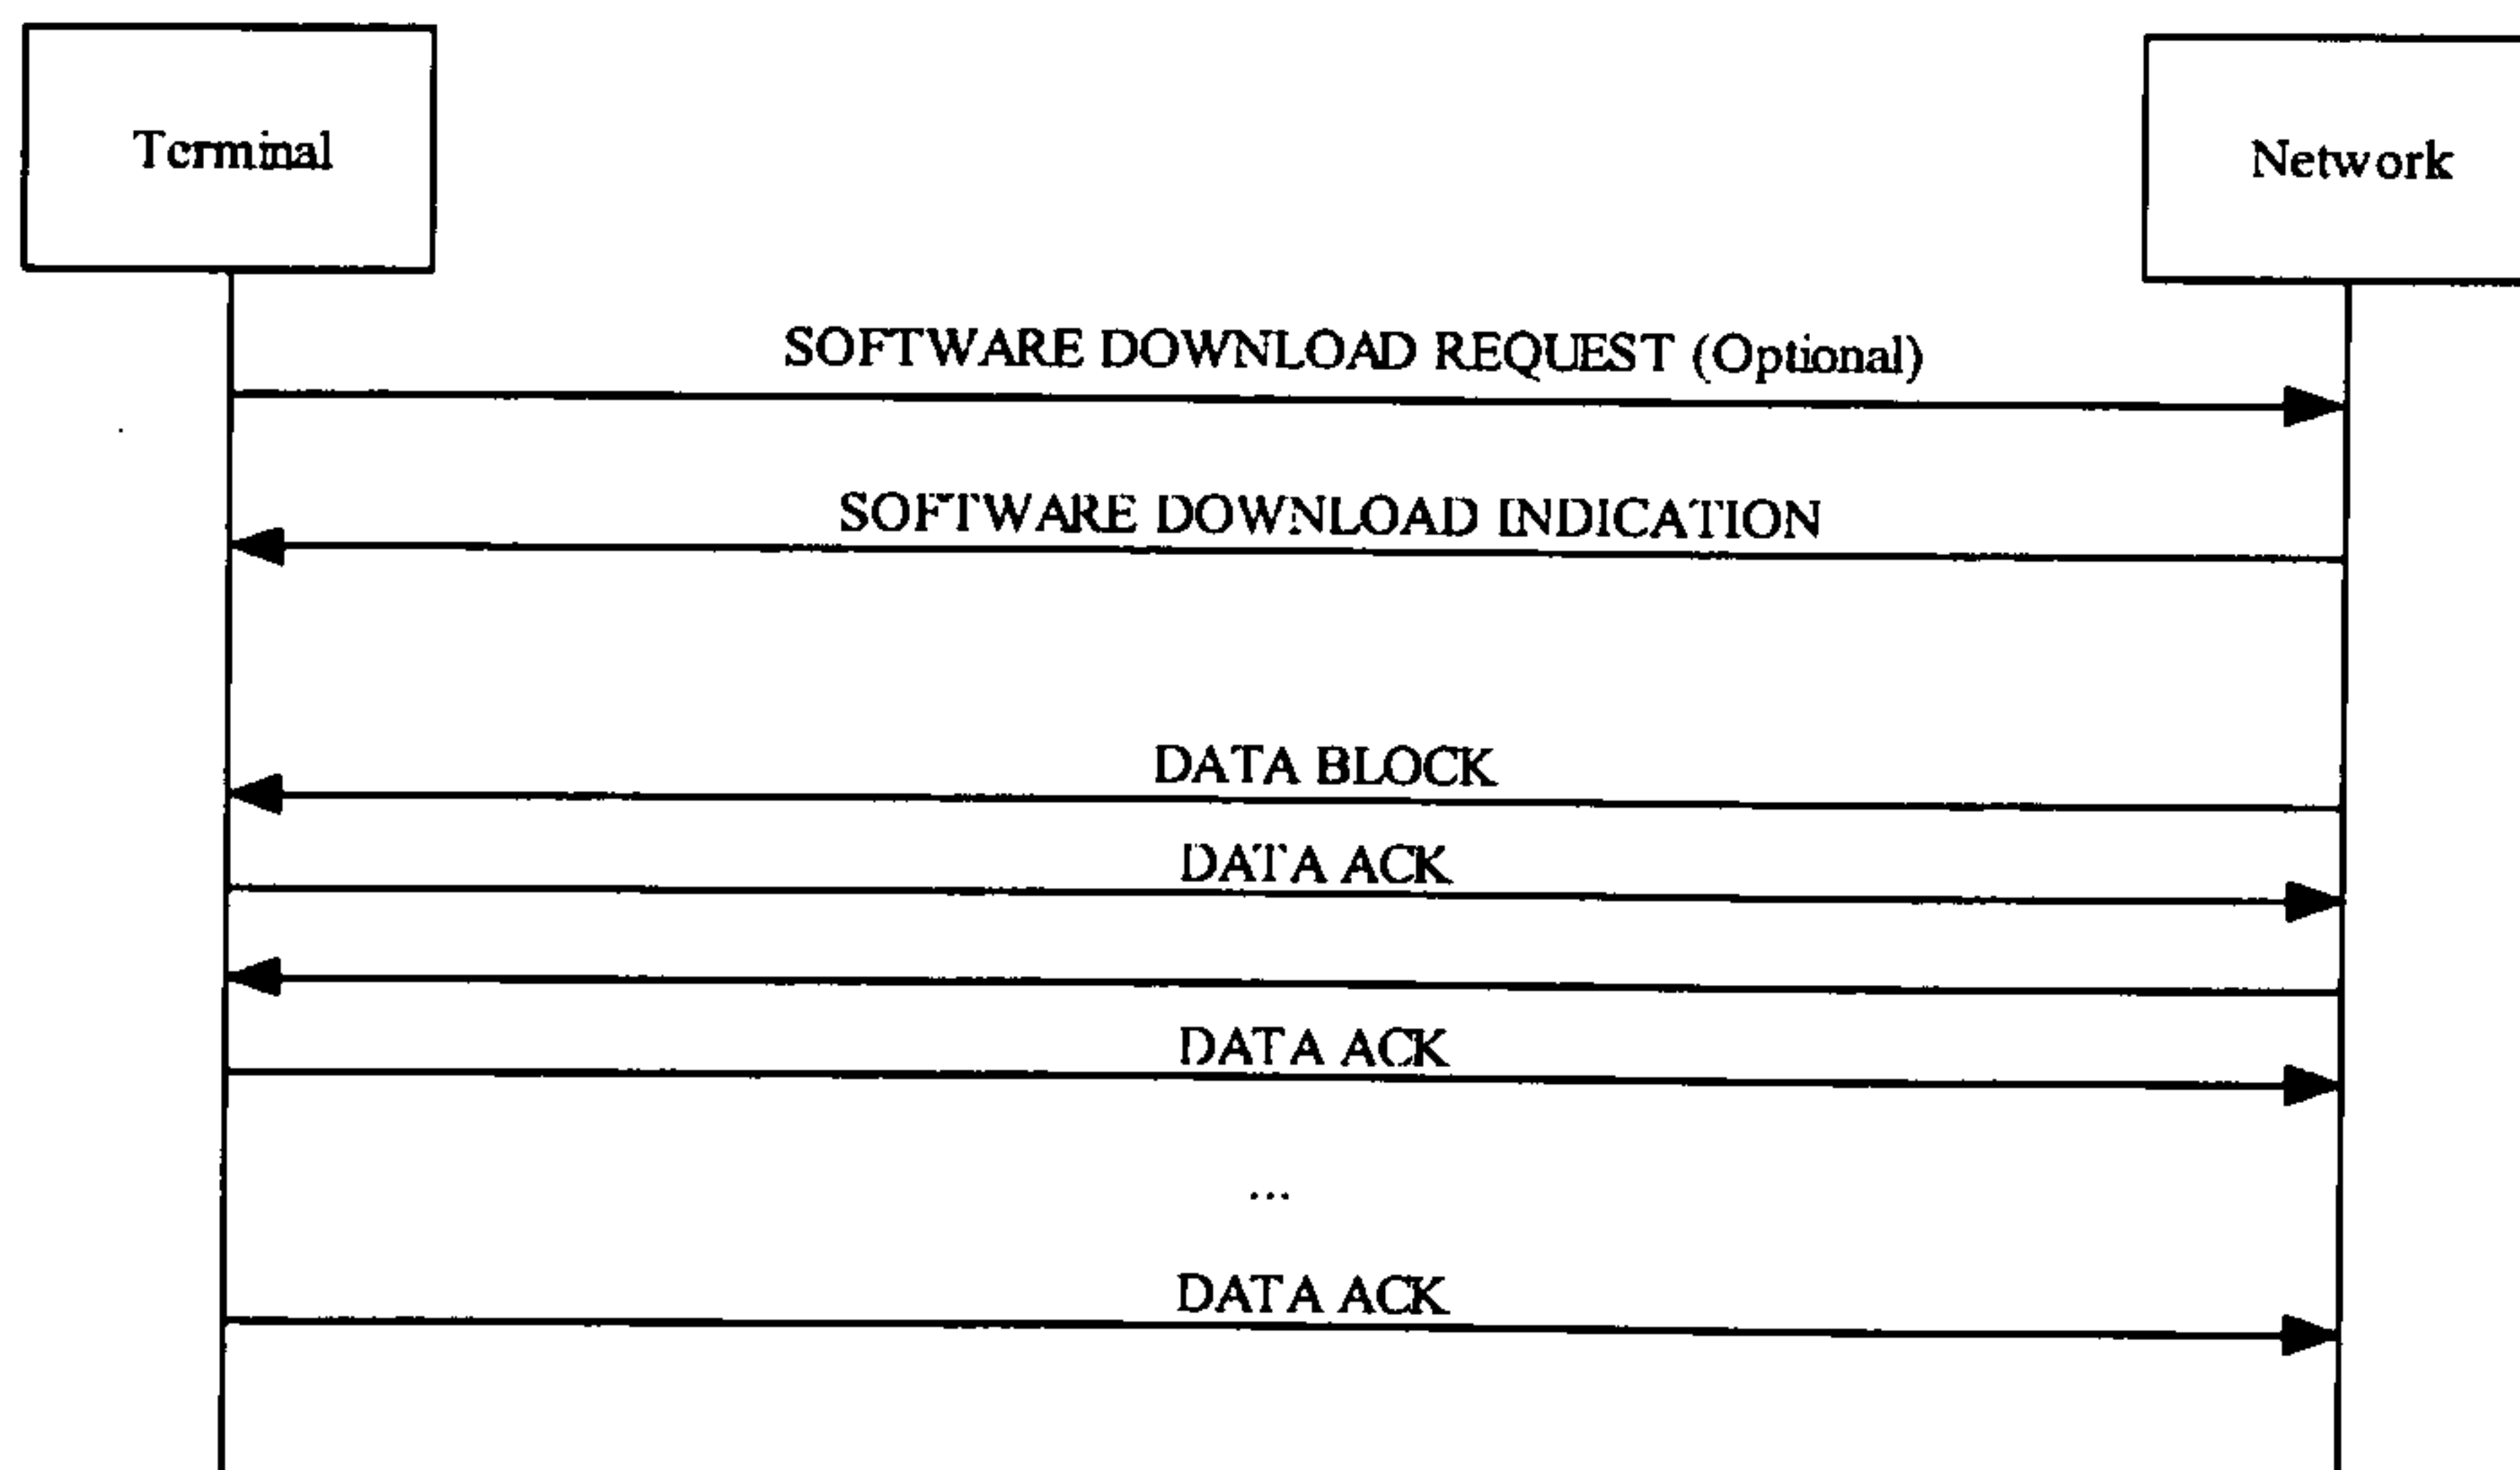 Terminal
Network
SOFTWARE DOWNLOAD REQUEST (Optional)
SOFTWARE DOWNLOAD INDICATION
DATA BLOCK
DATA ACK
DATA ACK
...
DATA ACK